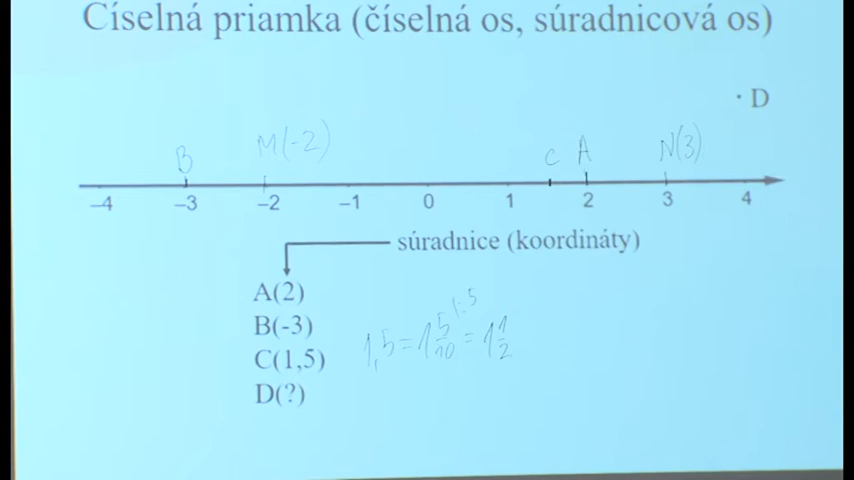 Číselná priamka (číselná os, súradnicová os)
· D
B M(-2) C A N(3)
–4 –3 –2 –1 0 1 2 3 4
súradnice (koordináty)
A(2)
B(-3)
C(1,5)
D(?)
1,5 = 1 5/10 /:5 = 1 1/2